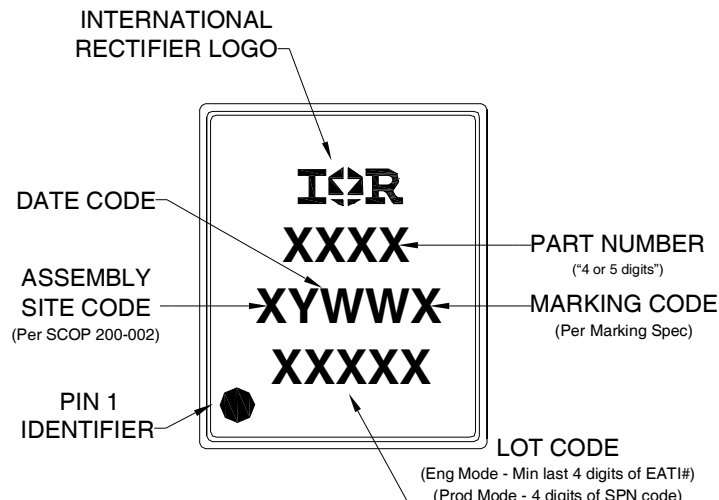 INTERNATIONAL
RECTIFIER LOGO
IOR
DATE CODE
XXXX
PART NUMBER
(“4 or 5 digits”)
ASSEMBLY
SITE CODE
(Per SCOP 200-002)
XYWWX
MARKING CODE
(Per Marking Spec)
XXXXX
PIN 1
IDENTIFIER
LOT CODE
(Eng Mode - Min last 4 digits of EATI#)
(Prod Mode - 4 digits of SPN code)